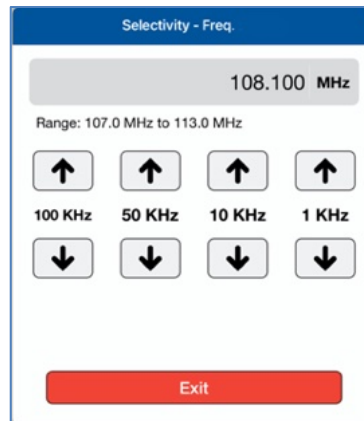 Selectivity - Freq.
108.100 MHz
Range: 107.0 MHz to 113.0 MHz
100 KHz 50 KHz 10 KHz 1 KHz
Exit